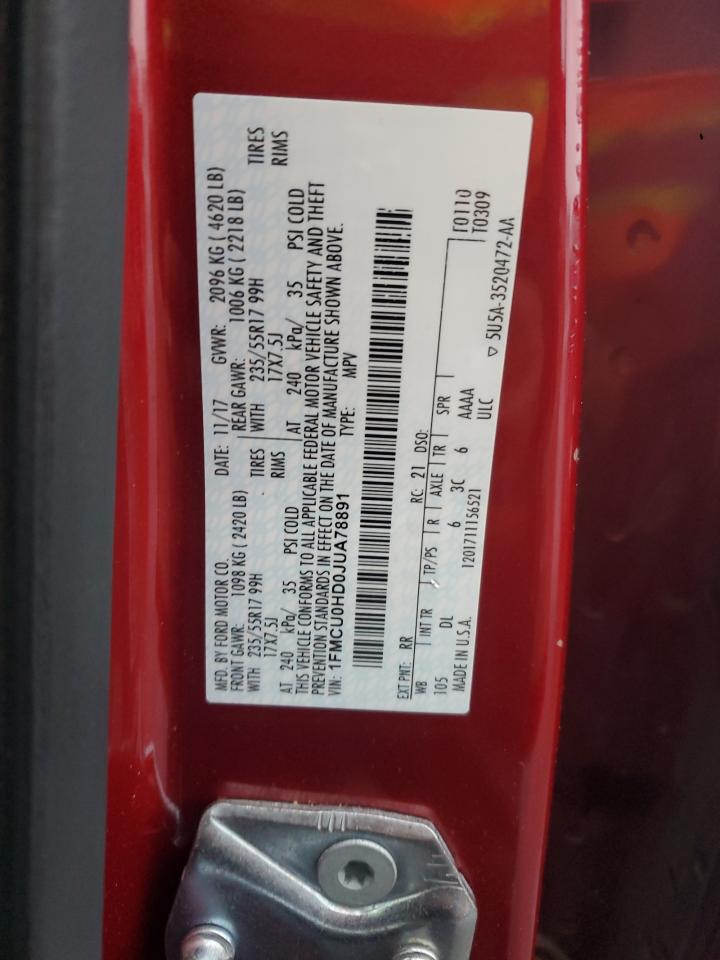 MFD. BY FORD MOTOR CO. DATE: 11/17 GVWR: 2096 KG ( 4620 LB)
FRONT GAWR: 1098 KG ( 2420 LB) REAR GAWR: 1006 KG ( 2218 LB)
WITH 235/55R17 99H TIRES WITH 235/55R17 99H TIRES
17X7.5J RIMS 17X7.5J RIMS
AT 240 kPa/ 35 PSI COLD AT 240 kPa/ 35 PSI COLD
THIS VEHICLE CONFORMS TO ALL APPLICABLE FEDERAL MOTOR VEHICLE SAFETY AND THEFT
PREVENTION STANDARDS IN EFFECT ON THE DATE OF MANUFACTURE SHOWN ABOVE.
VIN: 1FMCU0HD0JUA78891 TYPE: MPV
EXT PNT: RR RC: 21 DSO: F0110
WB INT TR TP/PS R AXLE TR SPR T0309
105 DL 6 3C 6 AAAA
MADE IN U.S.A. 1201711156521 ULC ▽ 5U5A-3520472-AA